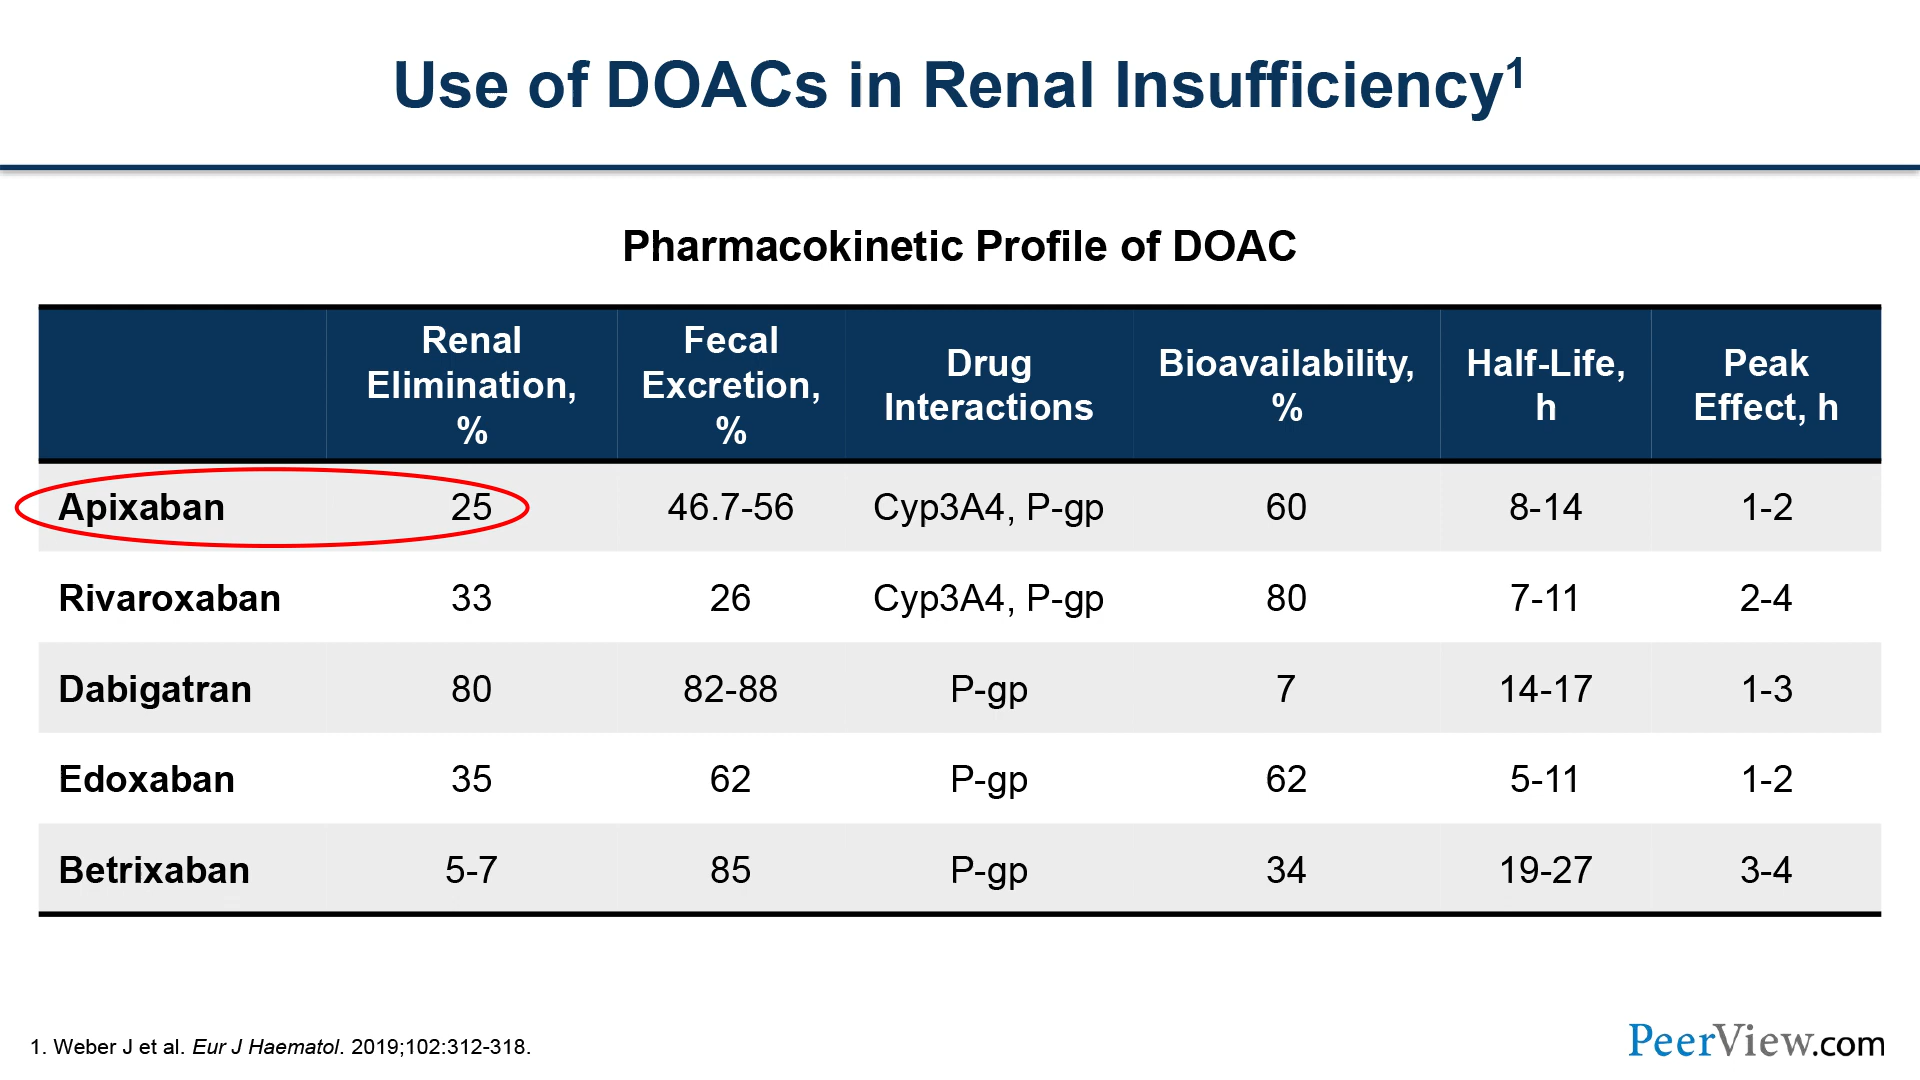 Use of DOACs in Renal Insufficiency1
Pharmacokinetic Profile of DOAC
Renal Elimination, % Fecal Excretion, % Drug Interactions Bioavailability, % Half-Life, h Peak Effect, h
Apixaban 25 46.7-56 Cyp3A4, P-gp 60 8-14 1-2
Rivaroxaban 33 26 Cyp3A4, P-gp 80 7-11 2-4
Dabigatran 80 82-88 P-gp 7 14-17 1-3
Edoxaban 35 62 P-gp 62 5-11 1-2
Betrixaban 5-7 85 P-gp 34 19-27 3-4
1. Weber J et al. Eur J Haematol. 2019;102:312-318.
PeerView.com